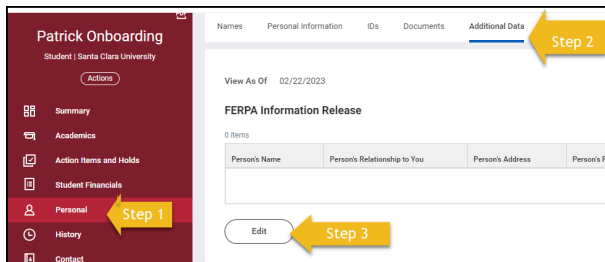 Patrick Onboarding
Student | Santa Clara University
Actions
Summary
Academics
Action Items and Holds
Student Financials
Personal
Step 1
History
Contact
Names Personal Information IDs Documents Additional Data
Step 2
View As Of 02/22/2023
FERPA Information Release
0 items
Person's Name Person's Relationship to You Person's Address Person's
Edit
Step 3